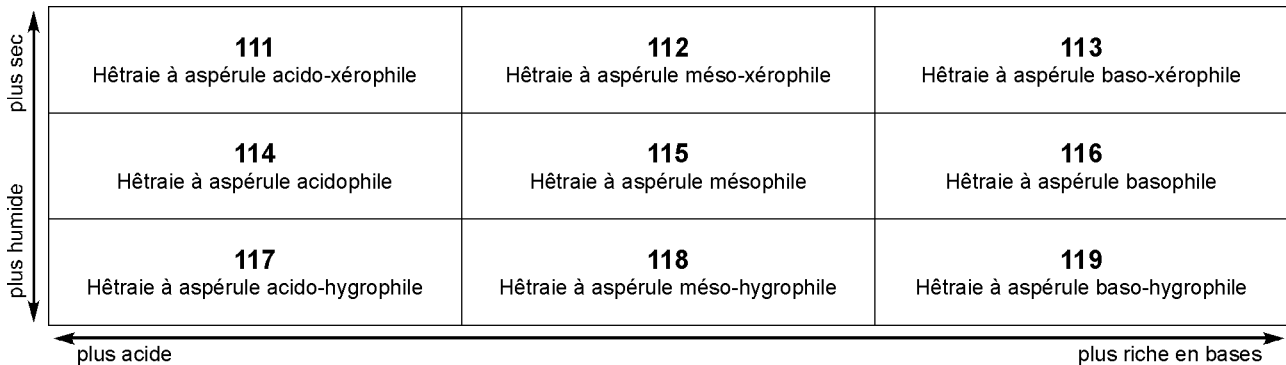 plus sec
111
Hêtraie à aspérule acido-xérophile
112
Hêtraie à aspérule méso-xérophile
113
Hêtraie à aspérule baso-xérophile
114
Hêtraie à aspérule acidophile
115
Hêtraie à aspérule mésophile
116
Hêtraie à aspérule basophile
plus humide
117
Hêtraie à aspérule acido-hygrophile
118
Hêtraie à aspérule méso-hygrophile
119
Hêtraie à aspérule baso-hygrophile
plus acide
plus riche en bases